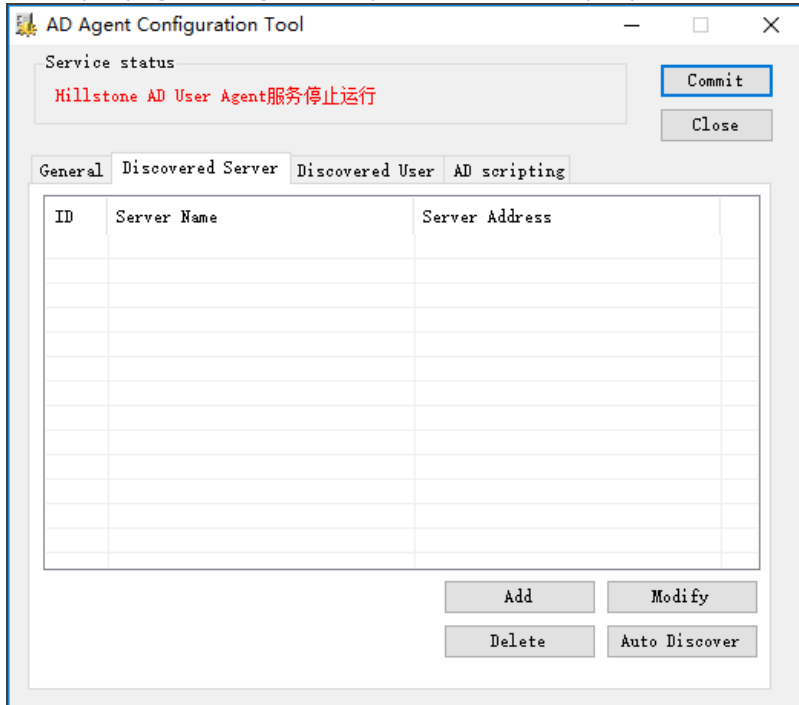 AD Agent Configuration Tool
Service status
Hillstone AD User Agent服务停止运行
Commit
Close
General Discovered Server Discovered User AD scripting
ID Server Name Server Address
Add Modify
Delete Auto Discover